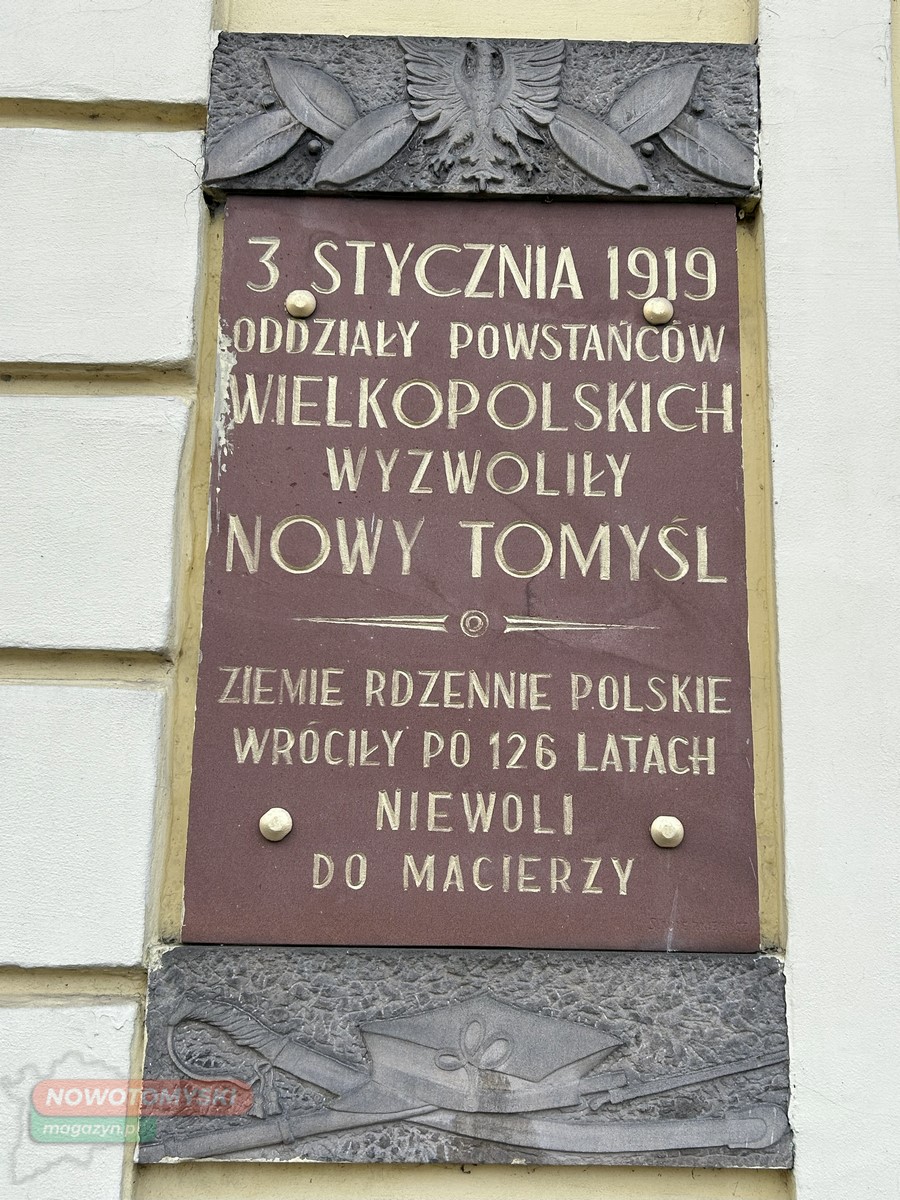 3 STYCZNIA 1919
ODDZIAŁY POWSTAŃCÓW
WIELKOPOLSKICH
WYZWOLIŁY
NOWY TOMYŚL
ZIEMIE RDZENNIE POLSKIE
WRÓCIŁY PO 126 LATACH
NIEWOLI
DO MACIERZY
NOWOTOMYSKI
magazyn.pl